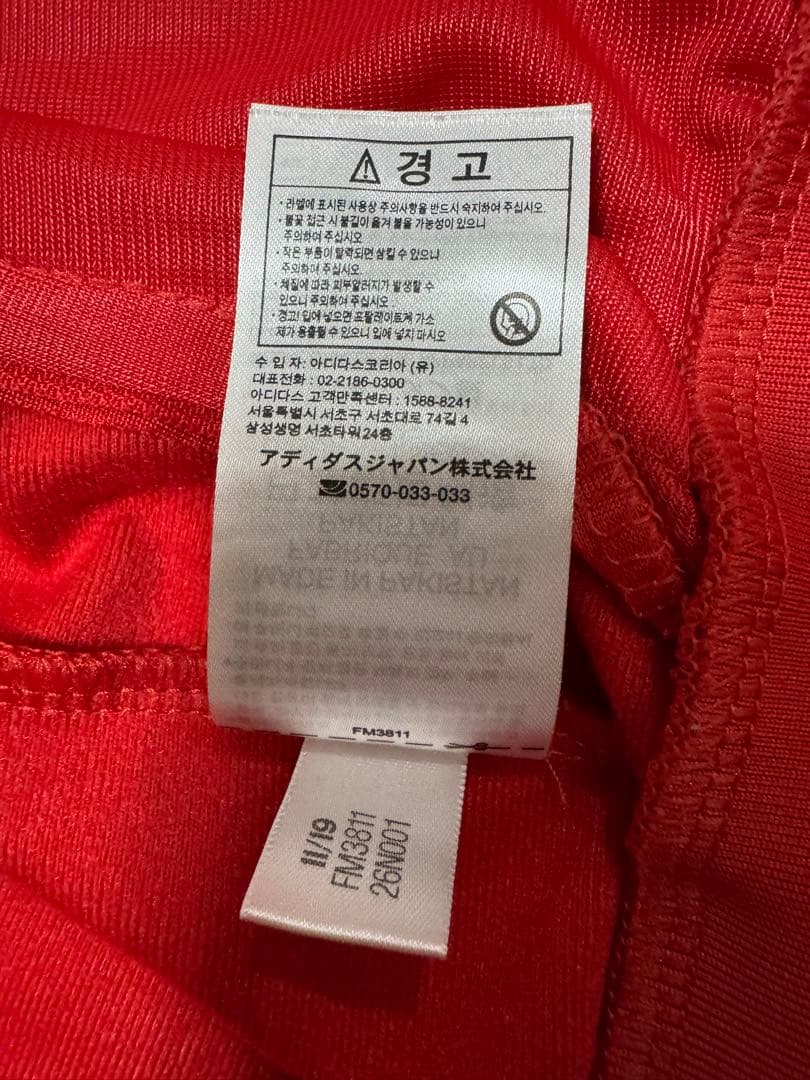 ⚠ 경 고
• 라벨에 표시된 사용상 주의사항을 반드시 숙지하여 주십시오.
• 불꽃 접근 시 불길이 옮겨 붙을 가능성이 있으니
주의하여 주십시오
• 작은 부품이 탈락되면 삼킬 수 있으니
주의하여 주십시오.
• 체질에 따라 피부알러지가 발생할 수
있으니 주의하여 주십시오 .
• 경고! 입에 넣으면 프탈레이트계 가소
제가 용출될 수 있으니 입에 넣지 마시오
수 입 자: 아디다스코리아 (유)
대표전화 : 02-2186-0300
아디다스 고객만족센터 : 1588-8241
서울특별시 서초구 서초대로 74길 4
삼성생명 서초타워24층
アディダスジャパン株式会社
0570-033-033
PAKISTAN
FABRIQUE AU
MADE IN PAKISTAN
FM3811
11/19
FM3811
26N001